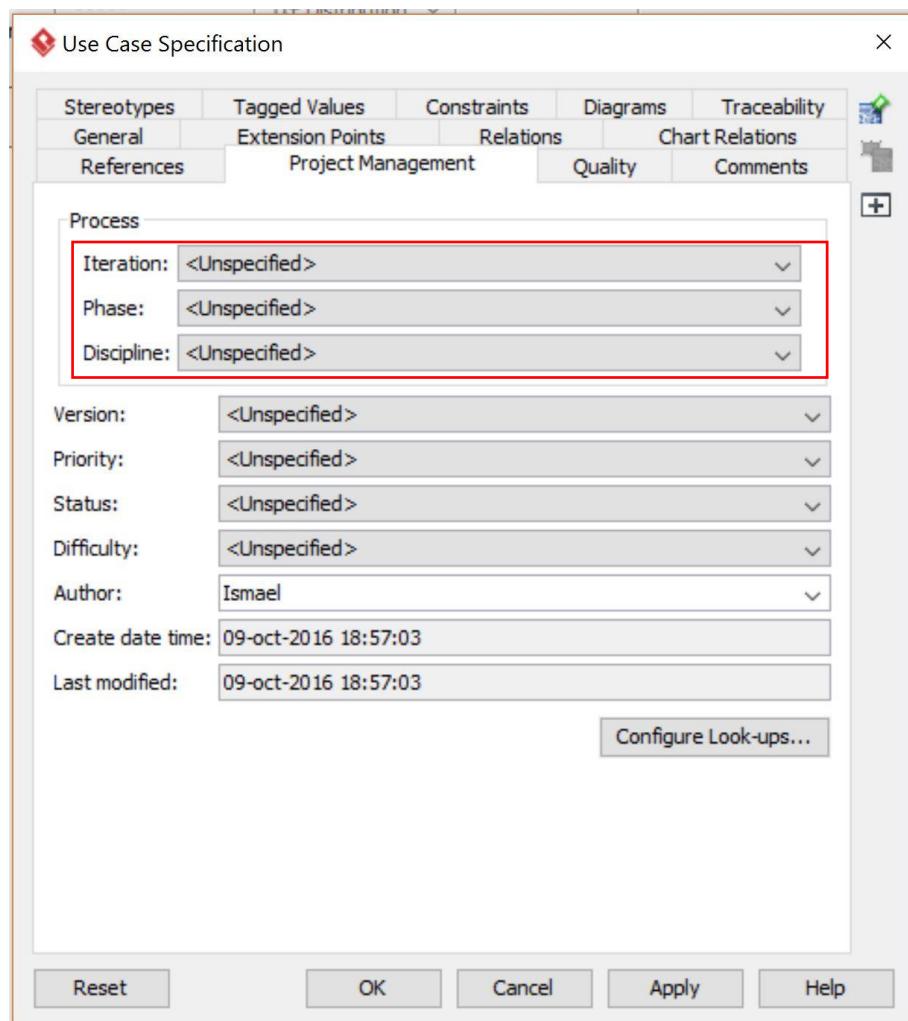 Use Case Specification
Stereotypes Tagged Values Constraints Diagrams Traceability
General Extension Points Relations Chart Relations
References Project Management Quality Comments
Process
Iteration: <Unspecified>
Phase: <Unspecified>
Discipline: <Unspecified>
Version: <Unspecified>
Priority: <Unspecified>
Status: <Unspecified>
Difficulty: <Unspecified>
Author: Ismael
Create date time: 09-oct-2016 18:57:03
Last modified: 09-oct-2016 18:57:03
Configure Look-ups...
Reset OK Cancel Apply Help